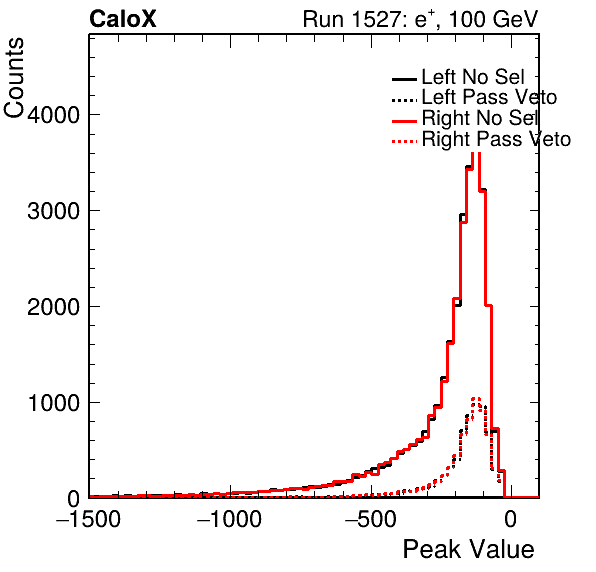 CaloX Run 1527: e⁺, 100 GeV
Counts
Left No Sel
Left Pass Veto
Right No Sel
Right Pass Veto
4000
3000
2000
1000
0
−1500 −1000 −500 0
Peak Value